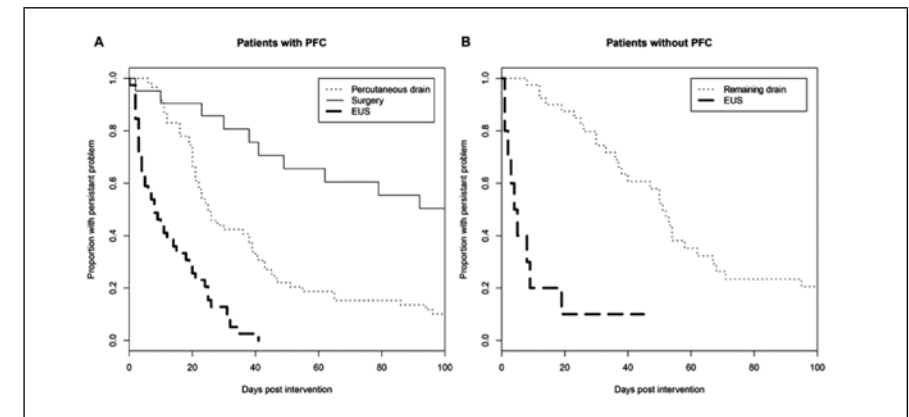 A
Patients with PFC
Proportion with persistant problem
1.0
0.8
0.6
0.4
0.2
0.0
Percutaneous drain
Surgery
EUS
0
20
40
60
80
100
Days post intervention
B
Patients without PFC
Proportion with persistant problem
1.0
0.8
0.6
0.4
0.2
0.0
Remaining drain
EUS
0
20
40
60
80
100
Days post intervention